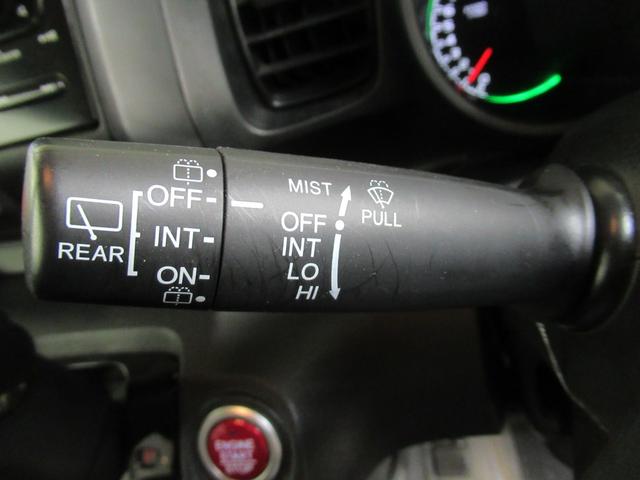 OFF
INT
ON
REAR
MIST
OFF
INT
LO
HI
PULL
ENGINE
START
STOP